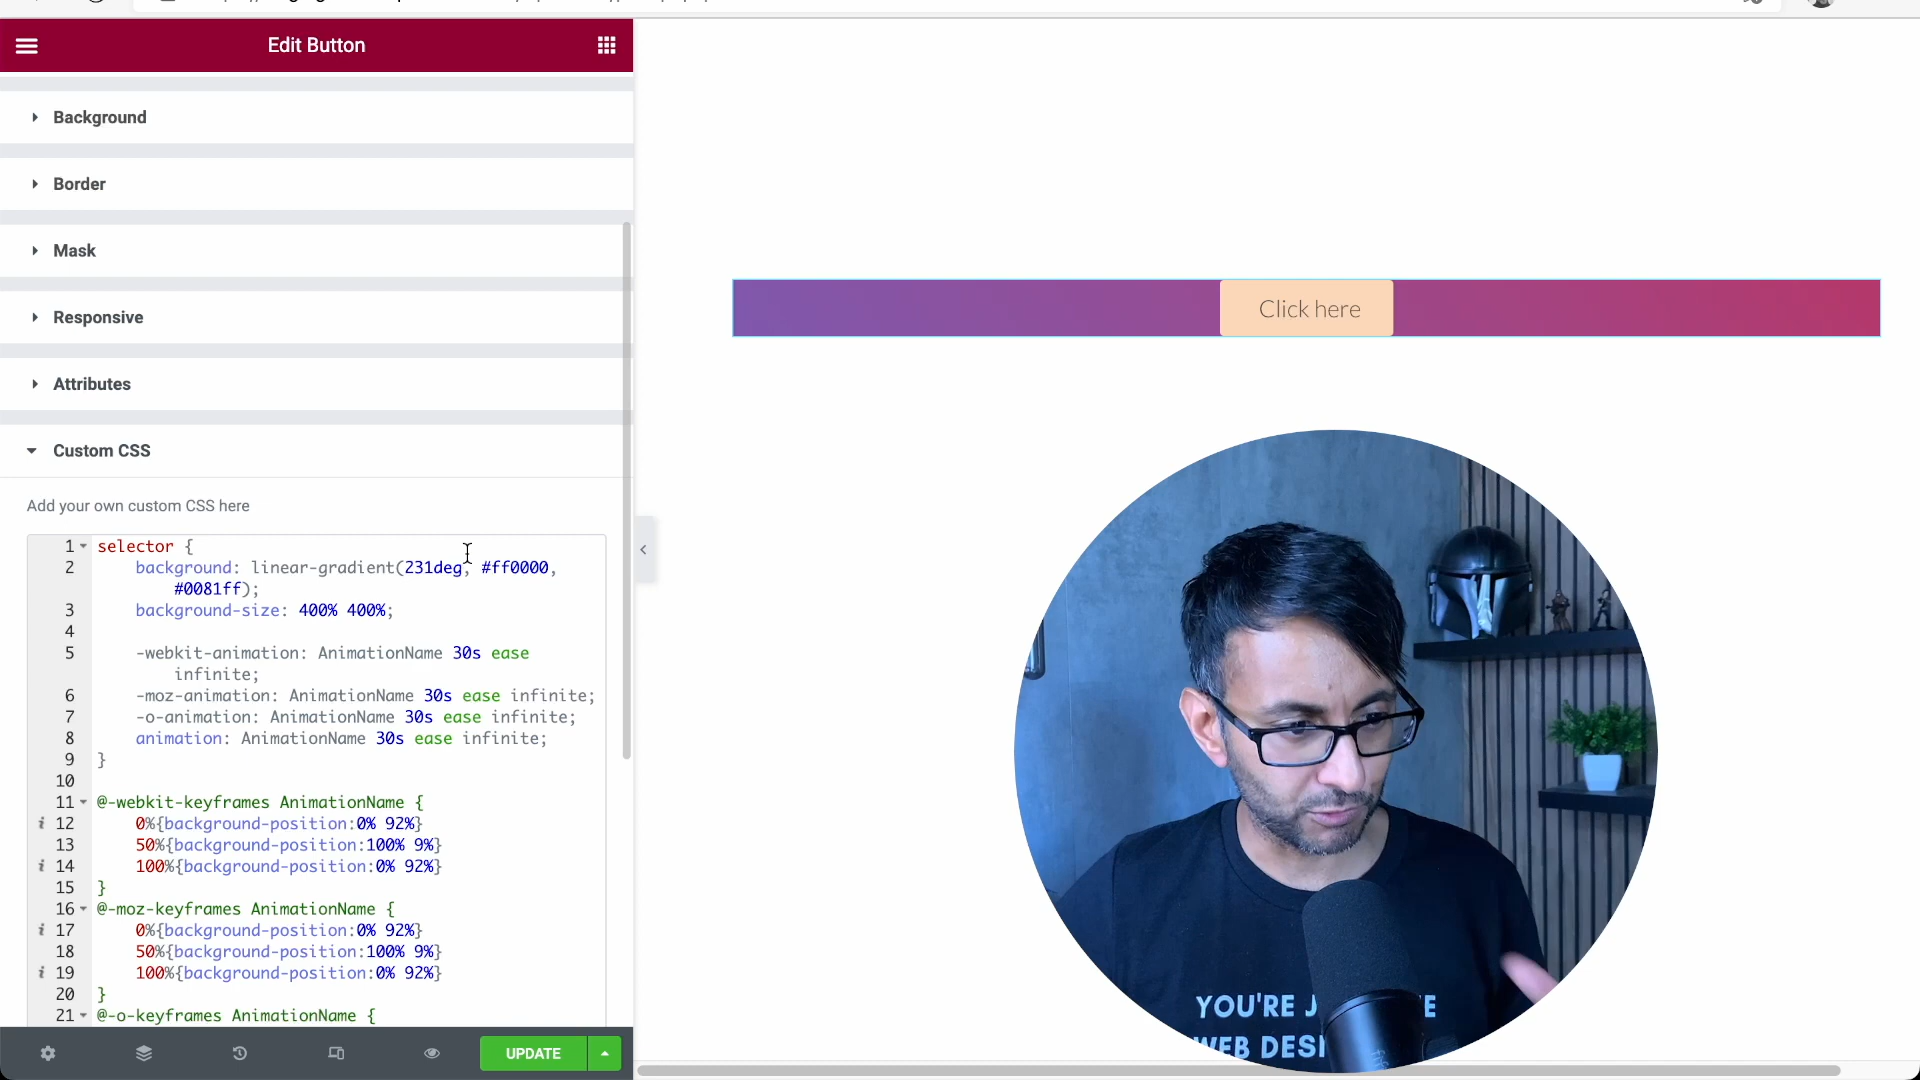 Edit Button
Background
Border
Mask
Responsive
Attributes
Custom CSS
Add your own custom CSS here
1 selector {
2 background: linear-gradient(231deg, #ff0000,
#0081ff);
3 background-size: 400% 400%;
4
5 -webkit-animation: AnimationName 30s ease
infinite;
6 -moz-animation: AnimationName 30s ease infinite;
7 -o-animation: AnimationName 30s ease infinite;
8 animation: AnimationName 30s ease infinite;
9 }
10
11 @-webkit-keyframes AnimationName {
12 0%{background-position:0% 92%}
13 50%{background-position:100% 9%}
14 100%{background-position:0% 92%}
15 }
16 @-moz-keyframes AnimationName {
17 0%{background-position:0% 92%}
18 50%{background-position:100% 9%}
19 100%{background-position:0% 92%}
20 }
21 @-o-keyframes AnimationName {
UPDATE
Click here
YOU'RE
WEB